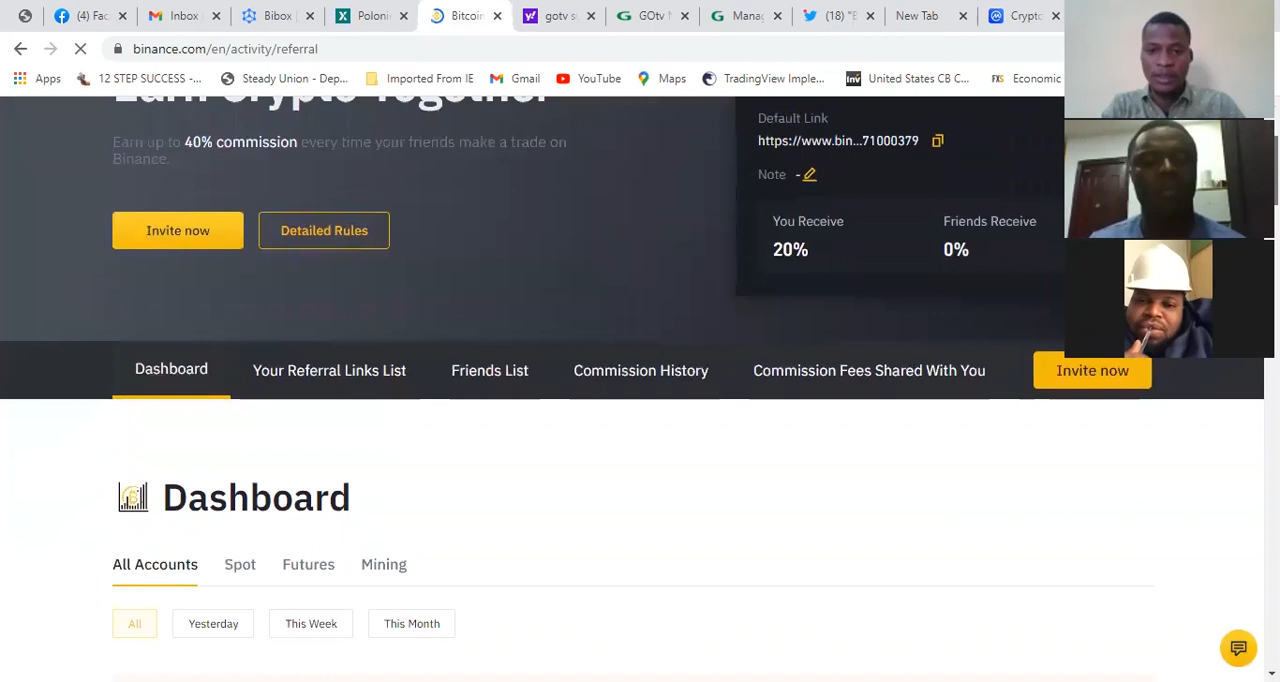 (4) Fac
Inbox
Bibox
Poloni
Bitcoin
gotv s
GOtv
Manag
(18) "B
New Tab
Crypto
binance.com/en/activity/referral
Apps
12 STEP SUCCESS -...
Steady Union - Dep...
Imported From IE
Gmail
YouTube
Maps
TradingView Imple...
Inv
United States CB C...
FXS
Economic
Earn Crypto Together
Earn up to 40% commission every time your friends make a trade on
Binance.
Invite now
Detailed Rules
Default Link
https://www.bin...71000379
Note -
You Receive
Friends Receive
20%
0%
Dashboard
Your Referral Links List
Friends List
Commission History
Commission Fees Shared With You
Invite now
Dashboard
All Accounts
Spot
Futures
Mining
All
Yesterday
This Week
This Month